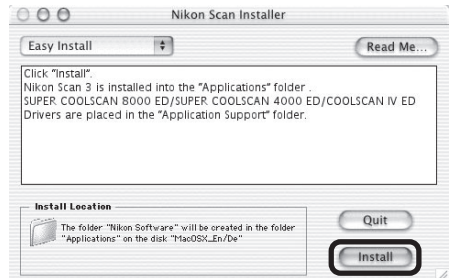 Nikon Scan Installer
Easy Install
Read Me...
Click "Install".
Nikon Scan 3 is installed into the "Applications" folder .
SUPER COOLSCAN 8000 ED/SUPER COOLSCAN 4000 ED/COOLSCAN IV ED
Drivers are placed in the "Application Support" folder.
Install Location
The folder "Nikon Software" will be created in the folder
"Applications" on the disk "MacOSX_En/De"
Quit
Install